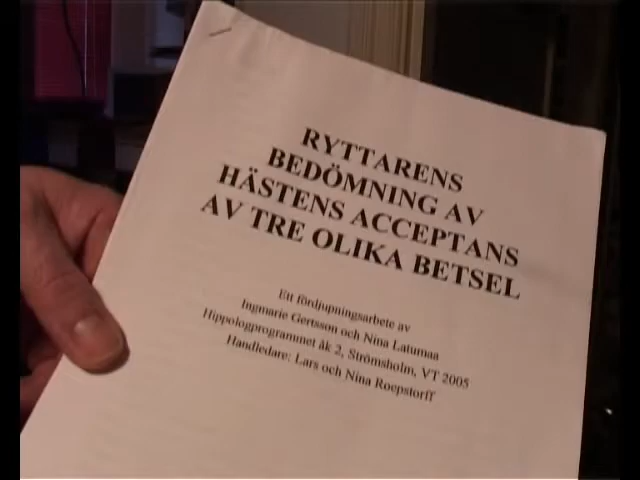 RYTTARENS
BEDÖMNING AV
HÄSTENS ACCEPTANS
AV TRE OLIKA BETSEL
Ett fördjupningsarbete av
Ingmarie Gertsson och Nina Latumaa
Hippologprogrammet åk 2, Strömsholm, VT 2005
Handledare: Lars och Nina Roepstorff